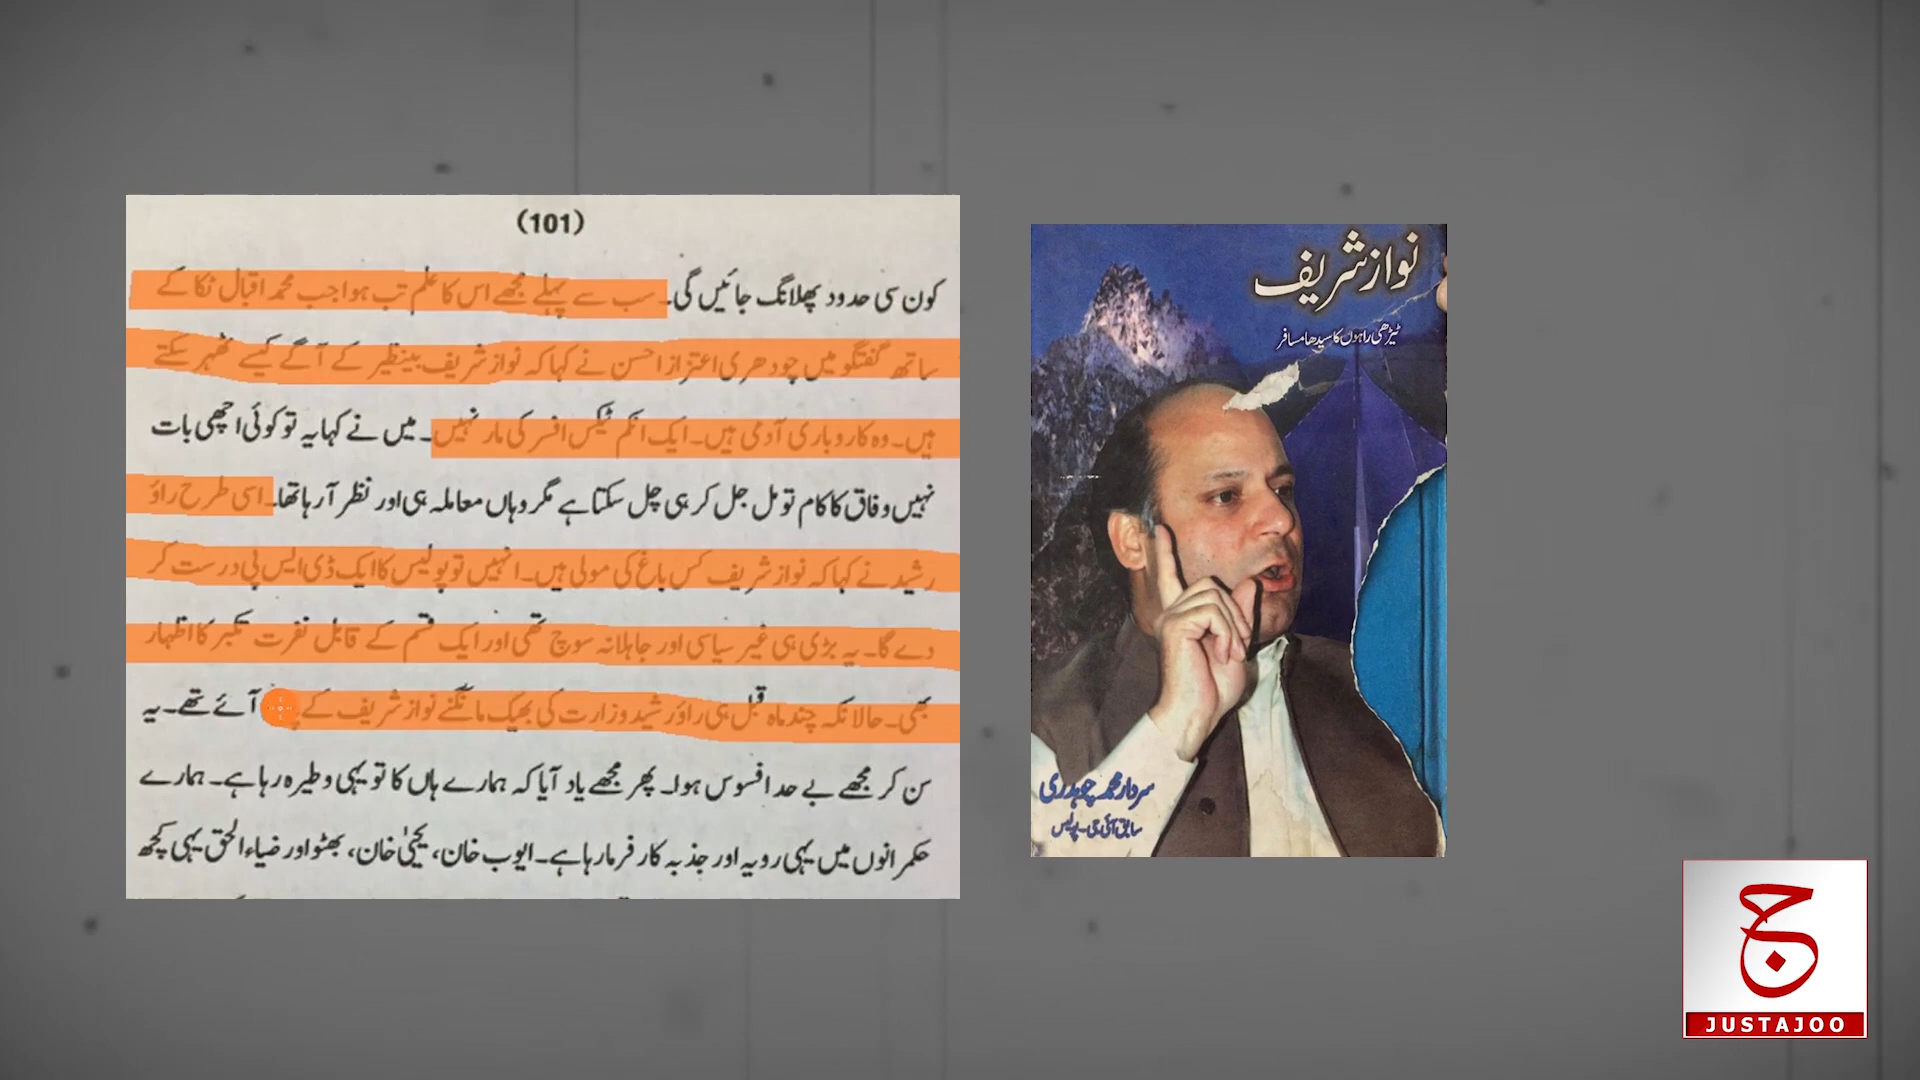 (101)
کون سی حدود پھلانگ جائیں گی۔ سب سے پہلے مجھے اس کا علم تب ہوا جب محمد اقبال ٹکا کے
ساتھ گفتگو میں چودھری اعتزاز احسن نے کہا کہ نواز شریف بینظیر کے آگے کیسے ٹھہر سکتے
ہیں۔ وہ کاروباری آدمی ہیں۔ ایک انکم ٹیکس افسر کی مار نہیں۔ میں نے کہا یہ تو کوئی اچھی بات
نہیں وفاق کا کام تو مل جل کر ہی چل سکتا ہے مگر وہاں معاملہ ہی اور نظر آ رہا تھا۔ اسی طرح راؤ
رشید نے کہا کہ نواز شریف کس باغ کی مولی ہیں۔ انہیں تو پولیس کا ایک ڈی ایس پی درست کر
دے گا۔ یہ بڑی ہی غیر سیاسی اور جاہلانہ سوچ تھی اور ایک قسم کے قابل نفرت تکبر کا اظہار
بھی۔ حالانکہ چند ماہ قبل ہی راؤ رشید وزارت کی بھیک مانگنے نواز شریف کے آئے تھے۔ یہ
سن کر مجھے بے حد افسوس ہوا۔ پھر مجھے یاد آیا کہ ہمارے ہاں کا تو یہی وطیرہ رہا ہے۔ ہمارے
حکمرانوں میں یہی رویہ اور جذبہ کار فرما رہا ہے۔ ایوب خان، یحییٰ خان، بھٹو اور ضیاء الحق یہی کچھ
نواز شریف
ٹیڑھی راہوں کا سیدھا مسافر
سردار محمد چوہدری
سابق آئی جی۔ پولیس
ج
JUSTAJOO